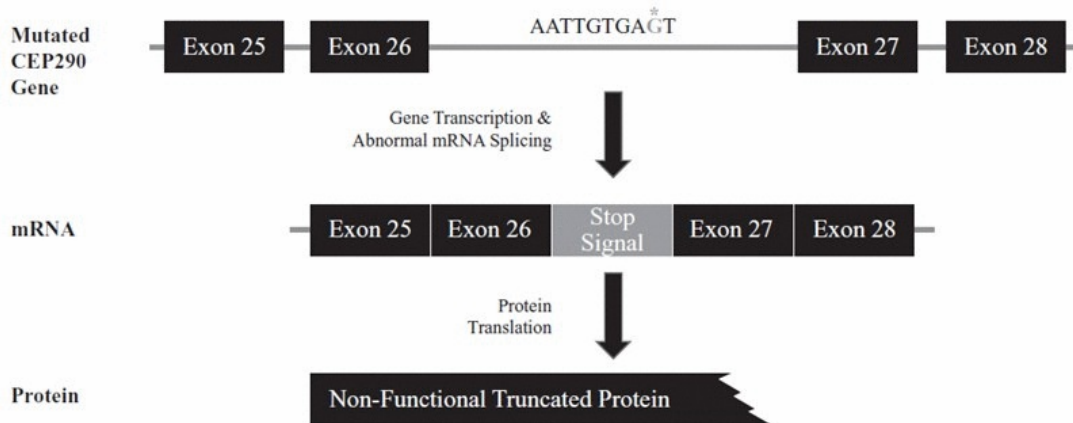 Mutated
CEP290
Gene
Exon 25
Exon 26
*
AATTGTGAGT
Exon 27
Exon 28
Gene Transcription &
Abnormal mRNA Splicing
mRNA
Exon 25
Exon 26
Stop
Signal
Exon 27
Exon 28
Protein
Translation
Protein
Non-Functional Truncated Protein